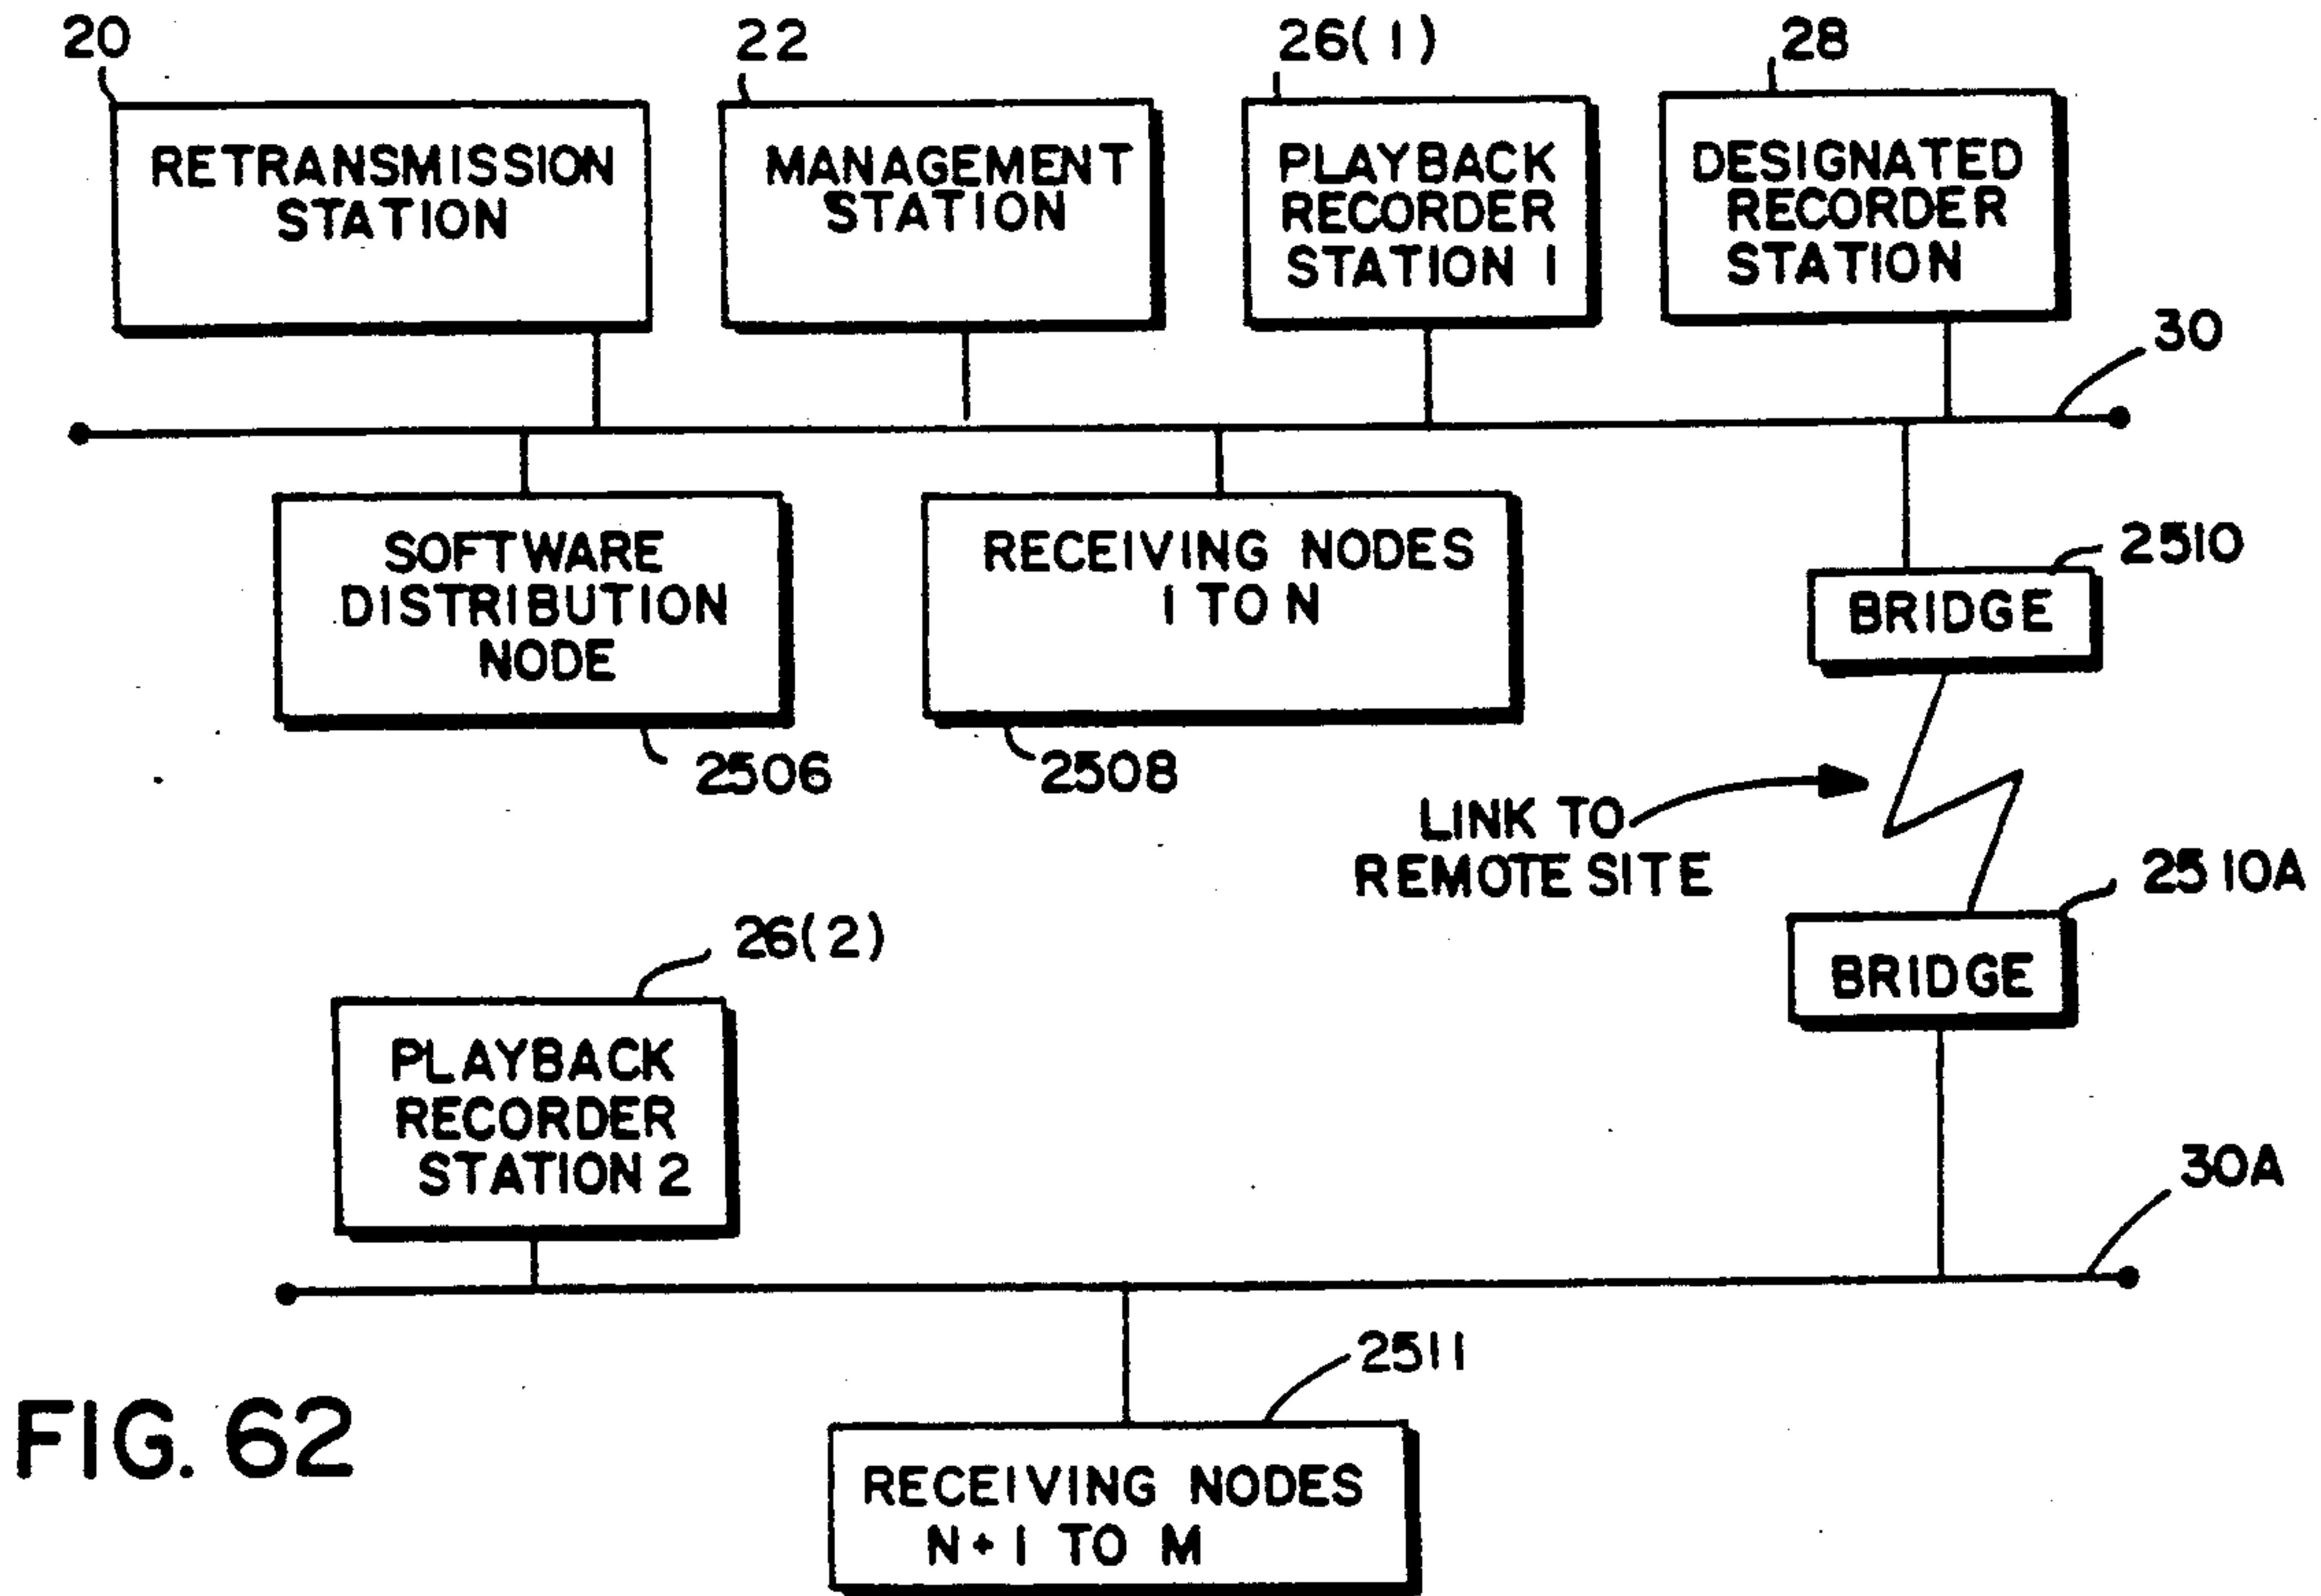 20
22
26(1)
28
RETRANSMISSION
STATION
MANAGEMENT
STATION
PLAYBACK
RECORDER
STATION 1
DESIGNATED
RECORDER
STATION
30
SOFTWARE
DISTRIBUTION
NODE
RECEIVING NODES
1 TO N
2510
BRIDGE
2506
2508
LINK TO
REMOTE SITE
2510A
BRIDGE
26(2)
PLAYBACK
RECORDER
STATION 2
30A
2511
RECEIVING NODES
N+1 TO M
FIG. 62